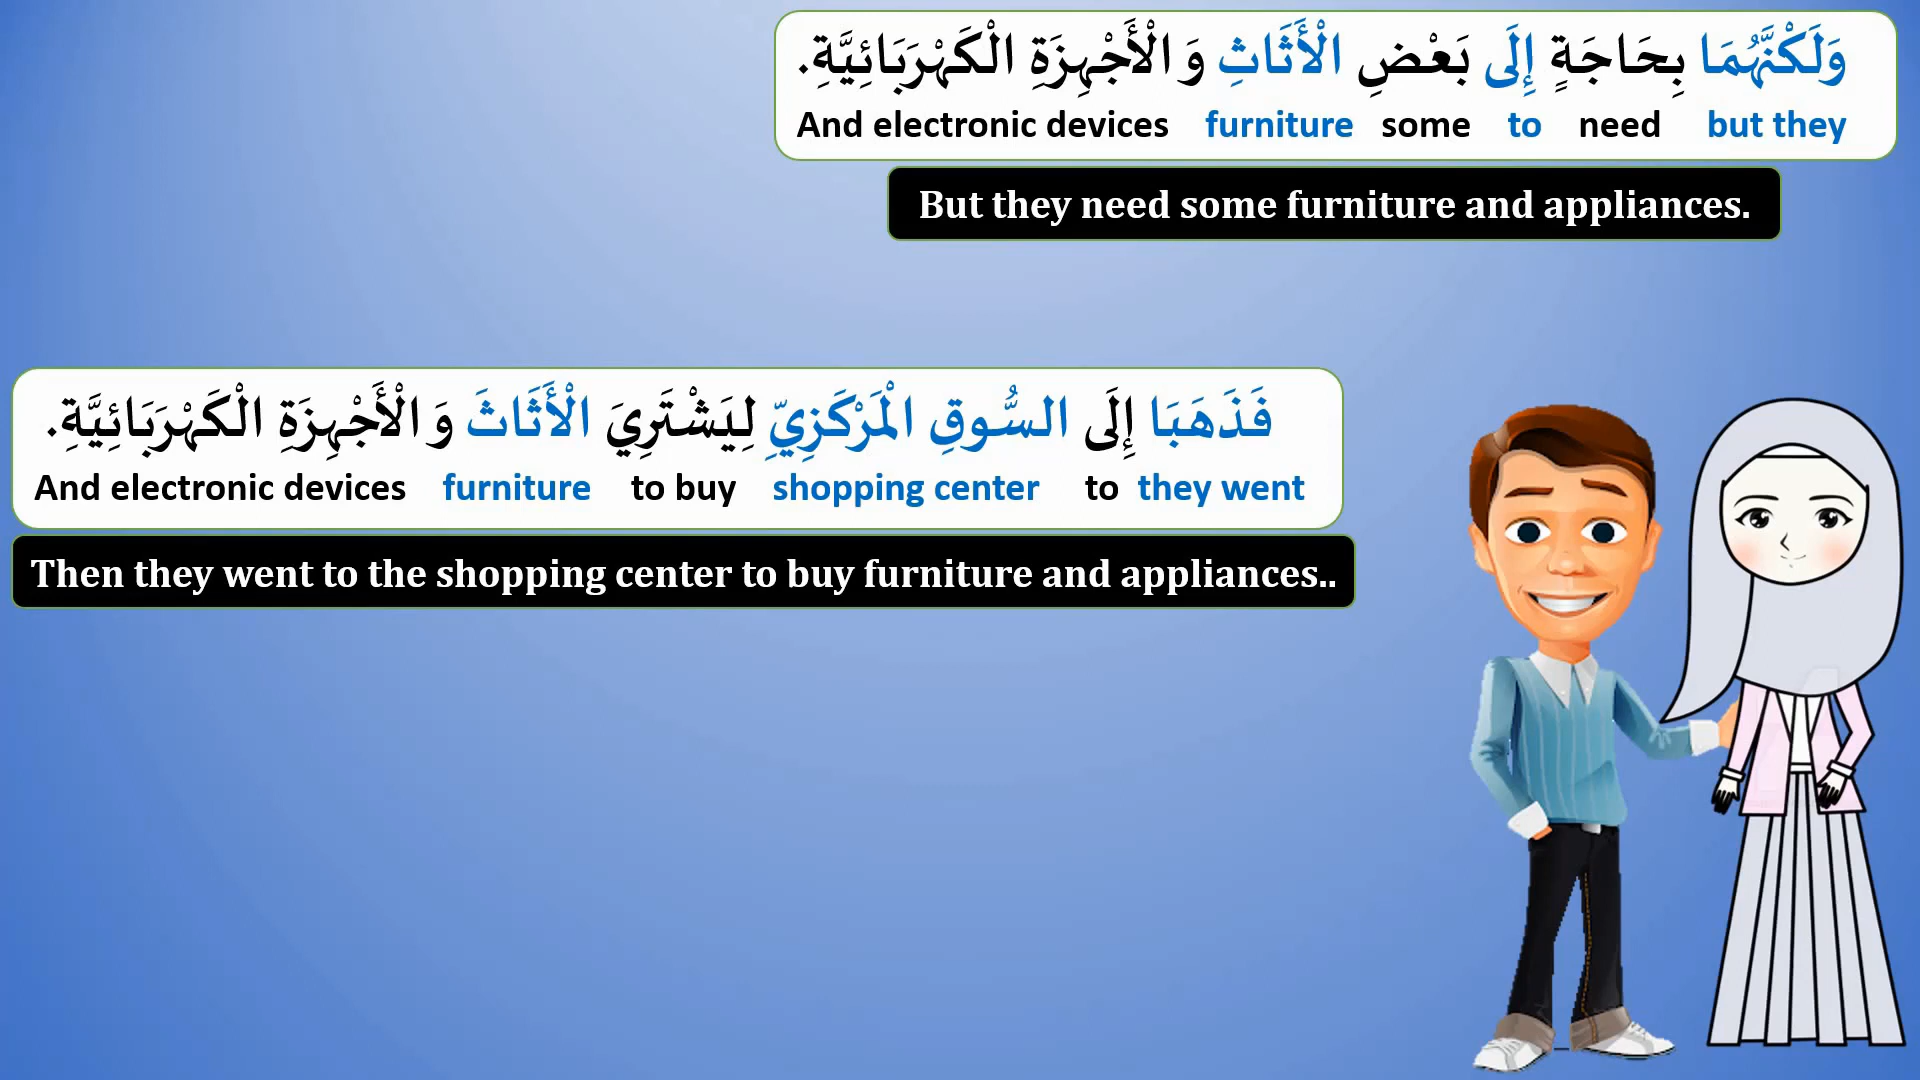 وَلَكْنَّهُمَا بِحَاجَةٍ إِلَى بَعْضِ الْأَثَاثِ وَ الْأَجْهِزَةِ الْكَهْرَبَائِيَّةِ.
And electronic devices furniture some to need but they
But they need some furniture and appliances.
فَذَهَبَا إِلَى السُّوقِ الْمَرْكَزِيِّ لِيَشْتَرِيَ الْأَثَاثَ وَ الْأَجْهِزَةِ الْكَهْرَبَائِيَّةِ.
And electronic devices furniture to buy shopping center to they went
Then they went to the shopping center to buy furniture and appliances..